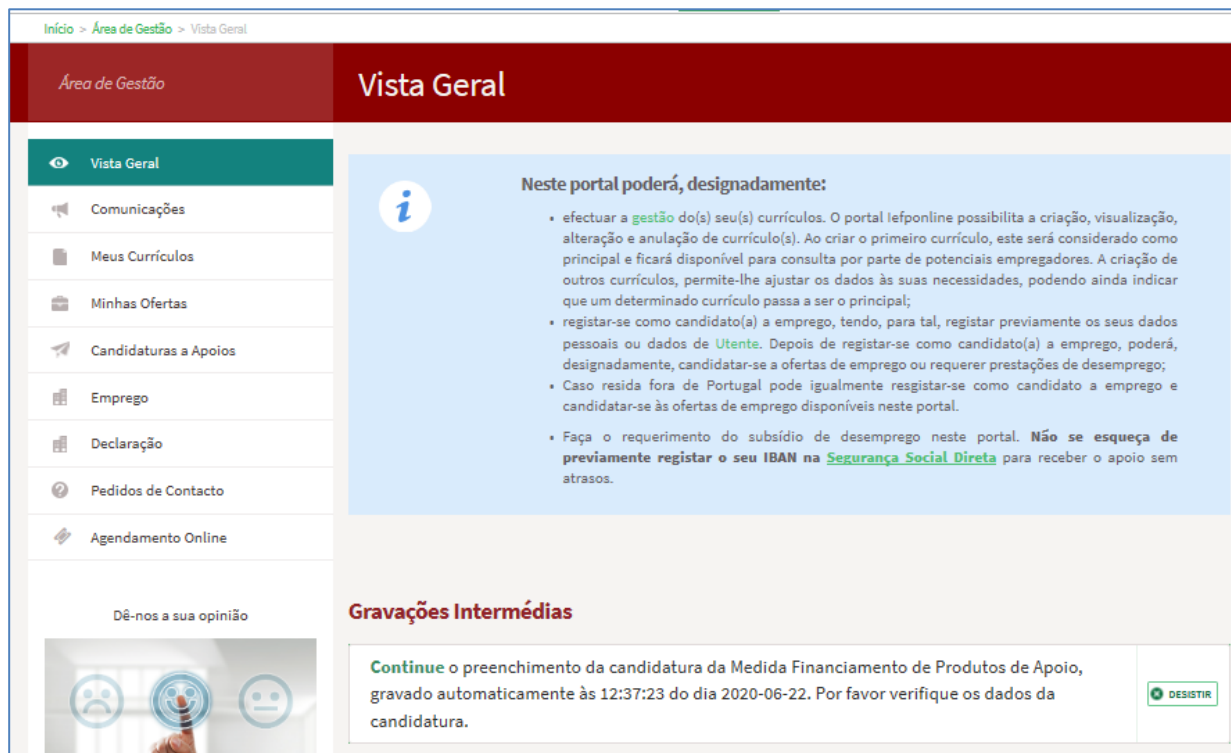 Início > Área de Gestão > Vista Geral
Área de Gestão
Vista Geral
Vista Geral
Comunicações
Meus Currículos
Minhas Ofertas
Candidaturas a Apoios
Emprego
Declaração
Pedidos de Contacto
Agendamento Online
Dê-nos a sua opinião
Neste portal poderá, designadamente:
efectuar a gestão do(s) seu(s) currículos. O portal Iefponline possibilita a criação, visualização,
alteração e anulação de currículo(s). Ao criar o primeiro currículo, este será considerado como
principal e ficará disponível para consulta por parte de potenciais empregadores. A criação de
outros currículos, permite-lhe ajustar os dados às suas necessidades, podendo ainda indicar
que um determinado currículo passa a ser o principal;
registar-se como candidato(a) a emprego, tendo, para tal, registar previamente os seus dados
pessoais ou dados de Utente. Depois de registar-se como candidato(a) a emprego, poderá,
designadamente, candidatar-se a ofertas de emprego ou requerer prestações de desemprego;
Caso resida fora de Portugal pode igualmente resgistar-se como candidato a emprego e
candidatar-se às ofertas de emprego disponíveis neste portal.
Faça o requerimento do subsídio de desemprego neste portal. Não se esqueça de
previamente registar o seu IBAN na Segurança Social Direta para receber o apoio sem
atrasos.
Gravações Intermédias
Continue o preenchimento da candidatura da Medida Financiamento de Produtos de Apoio,
gravado automaticamente às 12:37:23 do dia 2020-06-22. Por favor verifique os dados da
candidatura.
DESISTIR